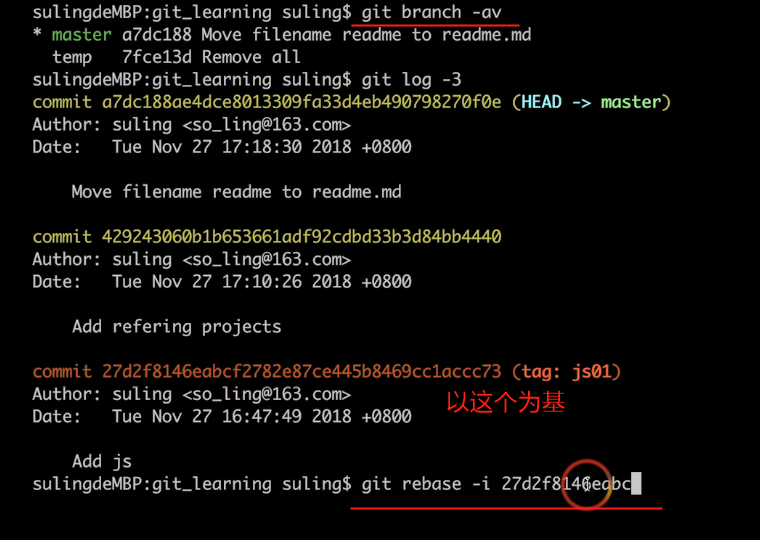 sulingdeMBP:git_learning suling$ git branch -av
* master a7dc188 Move filename readme to readme.md
  temp   7fce13d Remove all
sulingdeMBP:git_learning suling$ git log -3
commit a7dc188ae4dce8013309fa33d4eb490798270f0e (HEAD -> master)
Author: suling <so_ling@163.com>
Date:   Tue Nov 27 17:18:30 2018 +0800
    Move filename readme to readme.md
commit 429243060b1b653661adf92cdbd33b3d84bb4440
Author: suling <so_ling@163.com>
Date:   Tue Nov 27 17:10:26 2018 +0800
    Add refering projects
commit 27d2f8146eabcf2782e87ce445b8469cc1accc73 (tag: js01)
Author: suling <so_ling@163.com>
以这个为基
Date:   Tue Nov 27 16:47:49 2018 +0800
    Add js
sulingdeMBP:git_learning suling$ git rebase -i 27d2f8146eabc